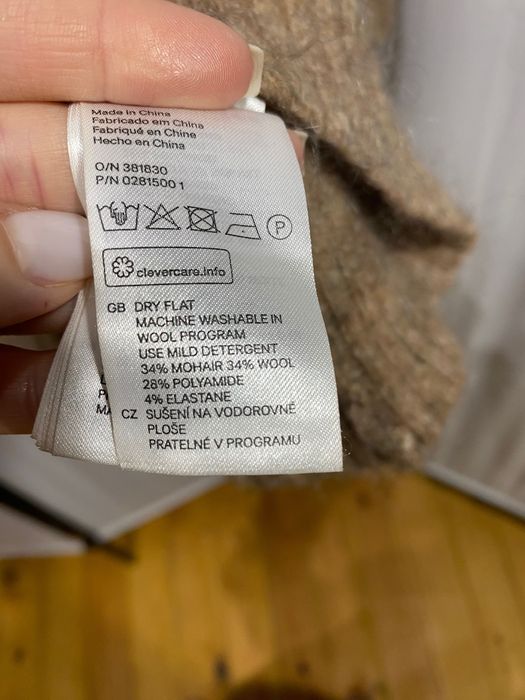 Made in China
Fabricado em China
Fabriqué en Chine
Hecho en China
O/N 381830
P/N 0281500 1
P
clevercare.info
GB DRY FLAT
MACHINE WASHABLE IN
WOOL PROGRAM
USE MILD DETERGENT
34% MOHAIR 34% WOOL
28% POLYAMIDE
4% ELASTANE
CZ SUŠENÍ NA VODOROVNÉ
PLOŠE
PRATELNÉ V PROGRAMU